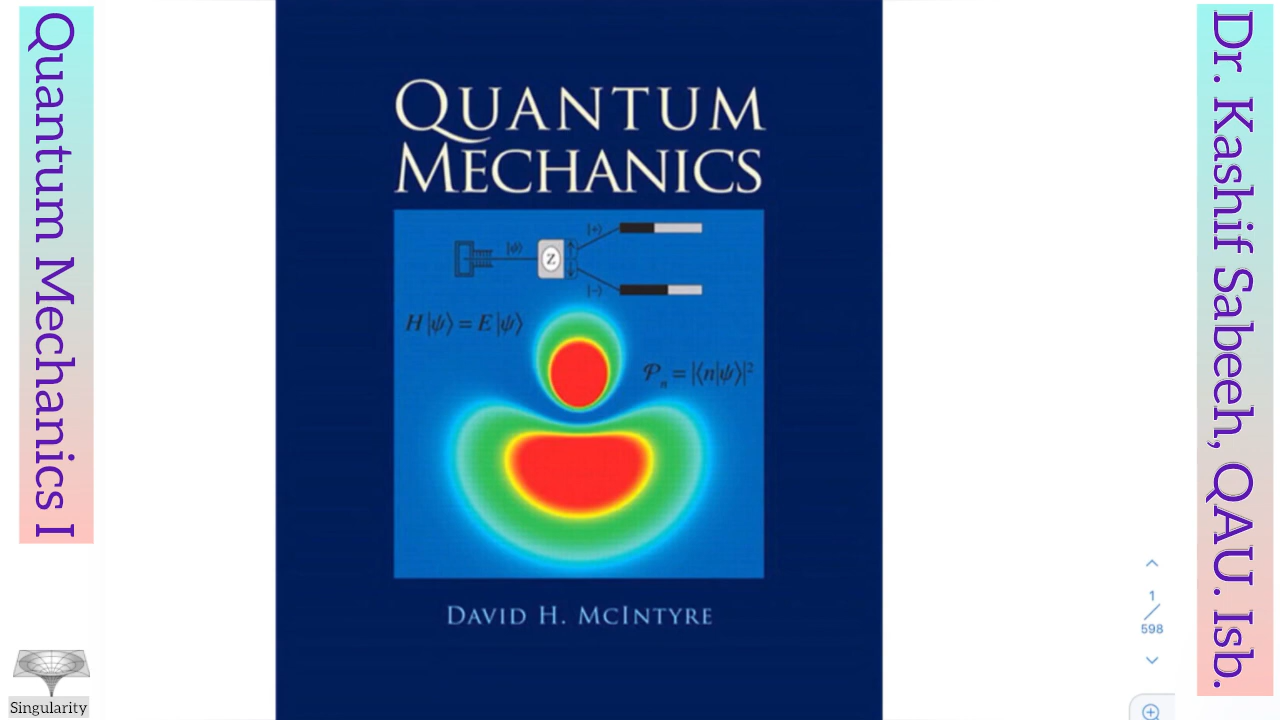 Quantum Mechanics I
QUANTUM
MECHANICS
|ψ⟩
Z
|+⟩
|−⟩
H|ψ⟩ = E|ψ⟩
𝒫ₙ = |⟨n|ψ⟩|²
DAVID H. MCINTYRE
1
598
Dr. Kashif Sabeeh, QAU. Isb.
Singularity